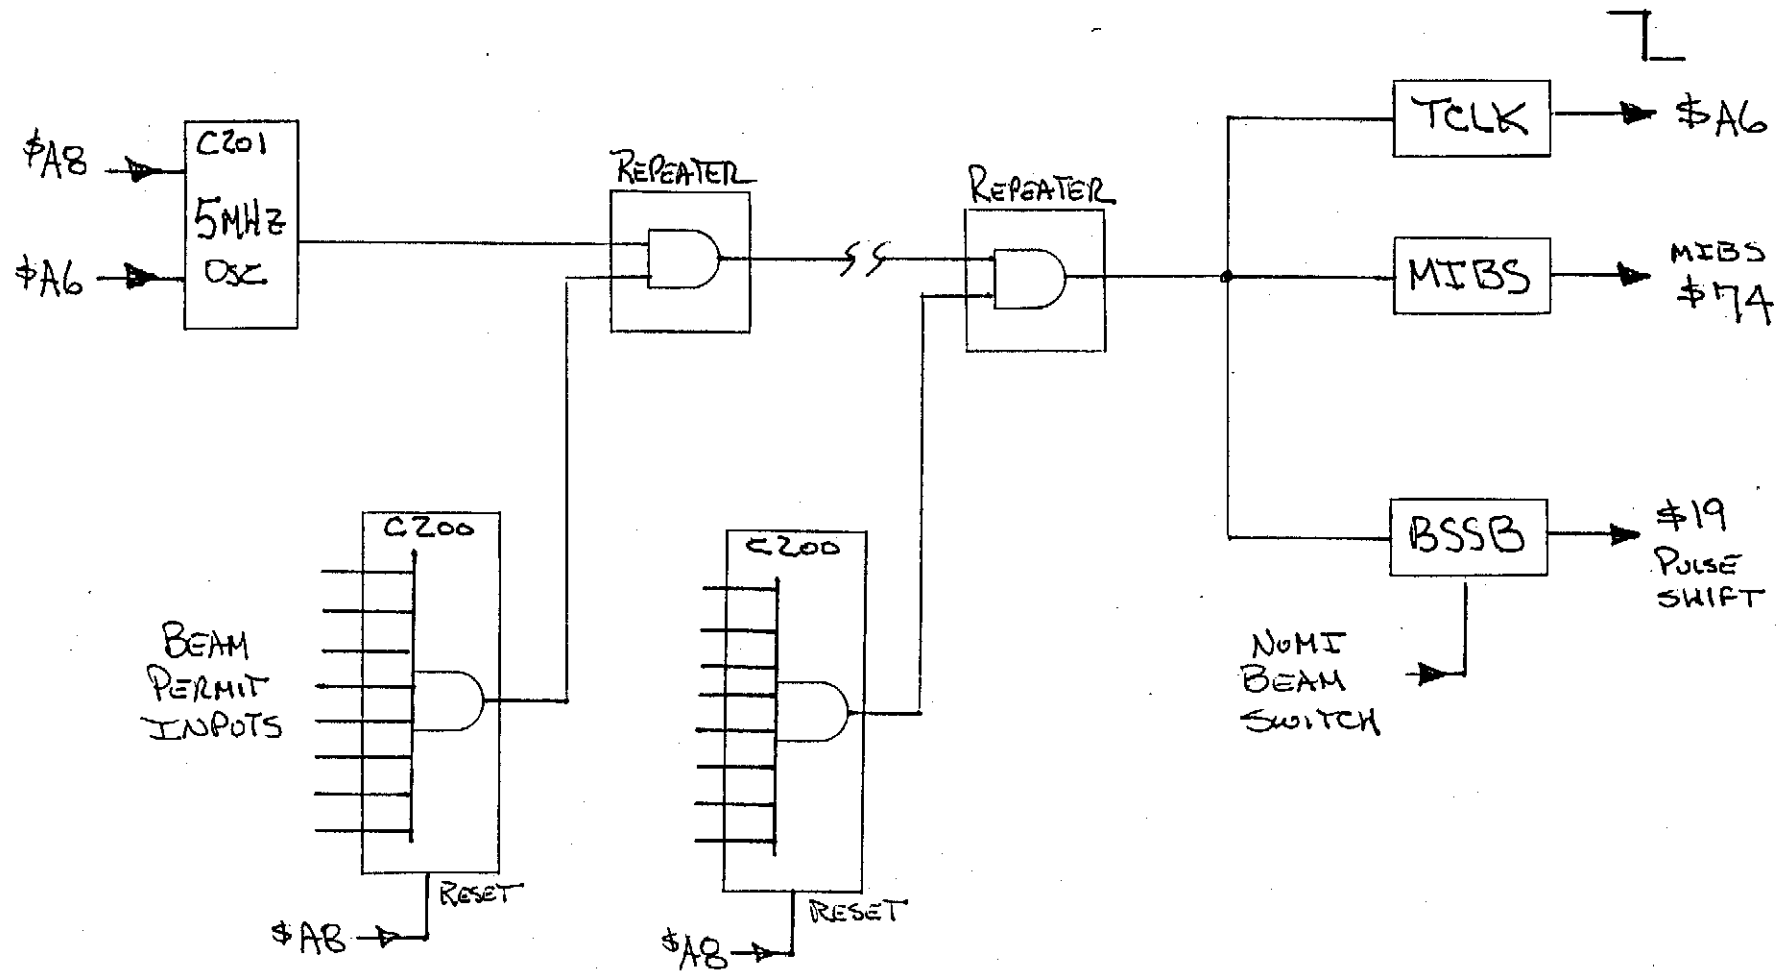 $A8
C201
5MHz
OSC
$A6
REPEATER
REPEATER
TCLK
$A6
MIBS
MIBS
$74
BSSB
$19
PULSE
SHIFT
NUMI
BEAM
SWITCH
C200
BEAM
PERMIT
INPUTS
RESET
$A8
C200
RESET
$A8